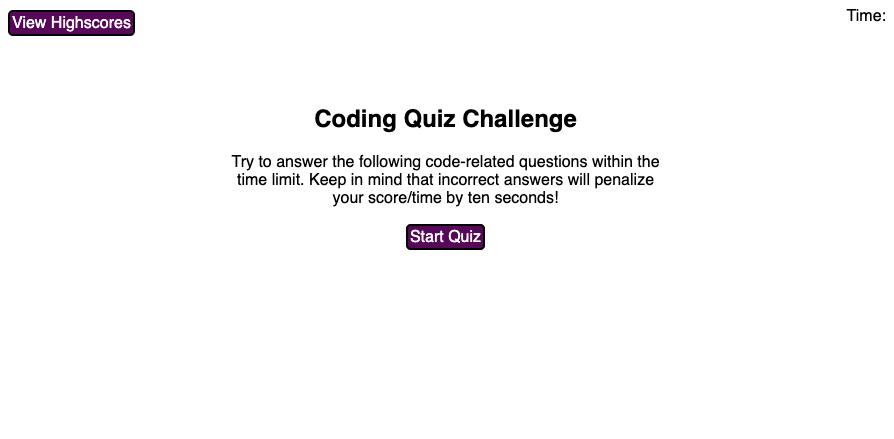 View Highscores
Time:
Coding Quiz Challenge
Try to answer the following code-related questions within the
time limit. Keep in mind that incorrect answers will penalize
your score/time by ten seconds!
Start Quiz